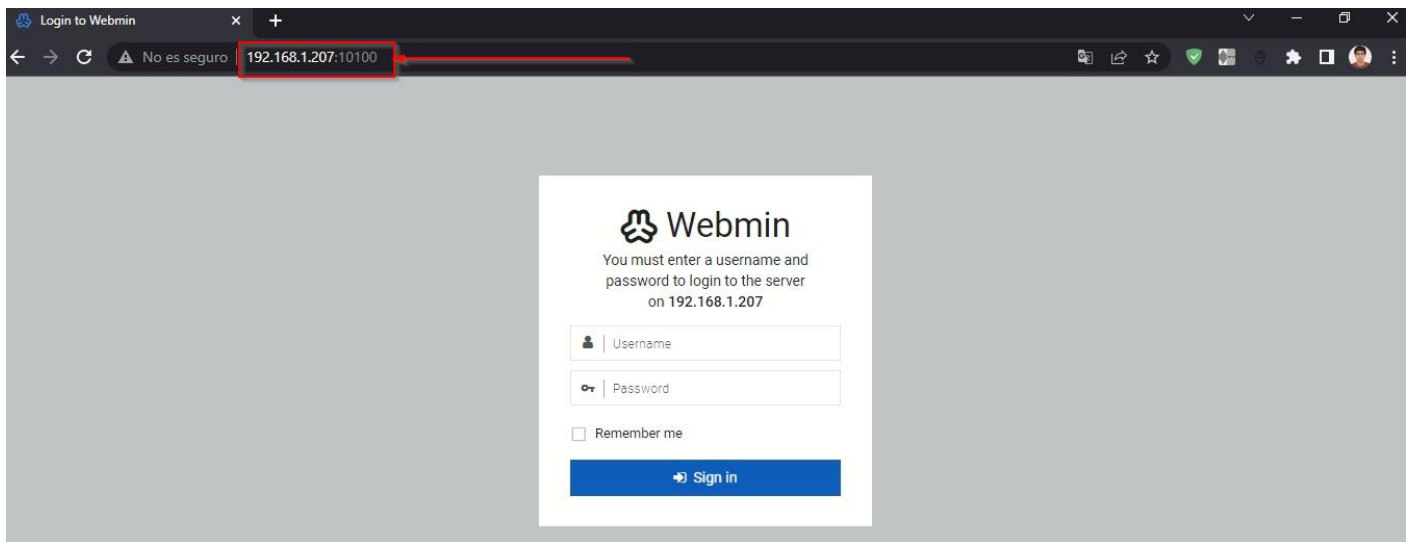 Login to Webmin
No es seguro 192.168.1.207:10100
Webmin
You must enter a username and
password to login to the server
on 192.168.1.207
Username
Password
Remember me
Sign in